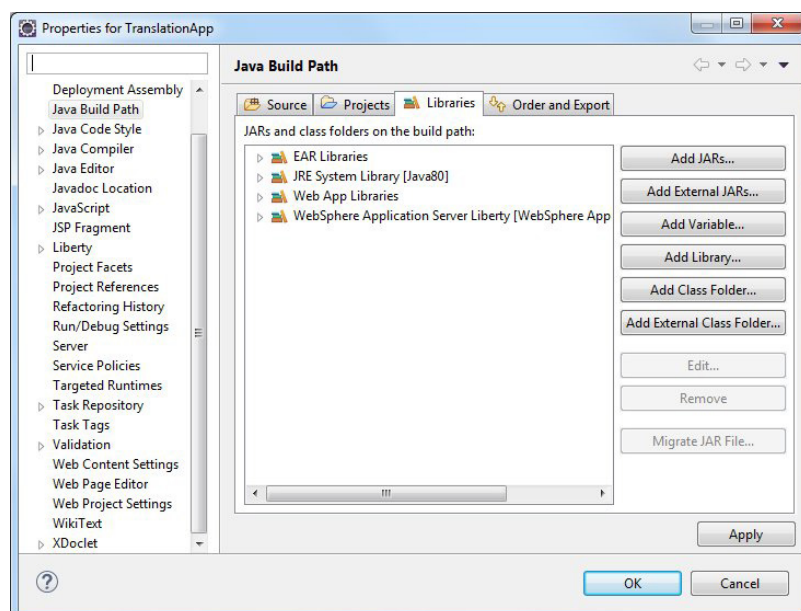 Properties for TranslationApp
Java Build Path
Deployment Assembly
Java Build Path
Java Code Style
Java Compiler
Java Editor
Javadoc Location
JavaScript
JSP Fragment
Liberty
Project Facets
Project References
Refactoring History
Run/Debug Settings
Server
Service Policies
Targeted Runtimes
Task Repository
Task Tags
Validation
Web Content Settings
Web Page Editor
Web Project Settings
WikiText
XDoclet
Source Projects Libraries Order and Export
JARs and class folders on the build path:
EAR Libraries
JRE System Library [Java80]
Web App Libraries
WebSphere Application Server Liberty [WebSphere App
Add JARs...
Add External JARs...
Add Variable...
Add Library...
Add Class Folder...
Add External Class Folder...
Edit...
Remove
Migrate JAR File...
Apply
? OK Cancel